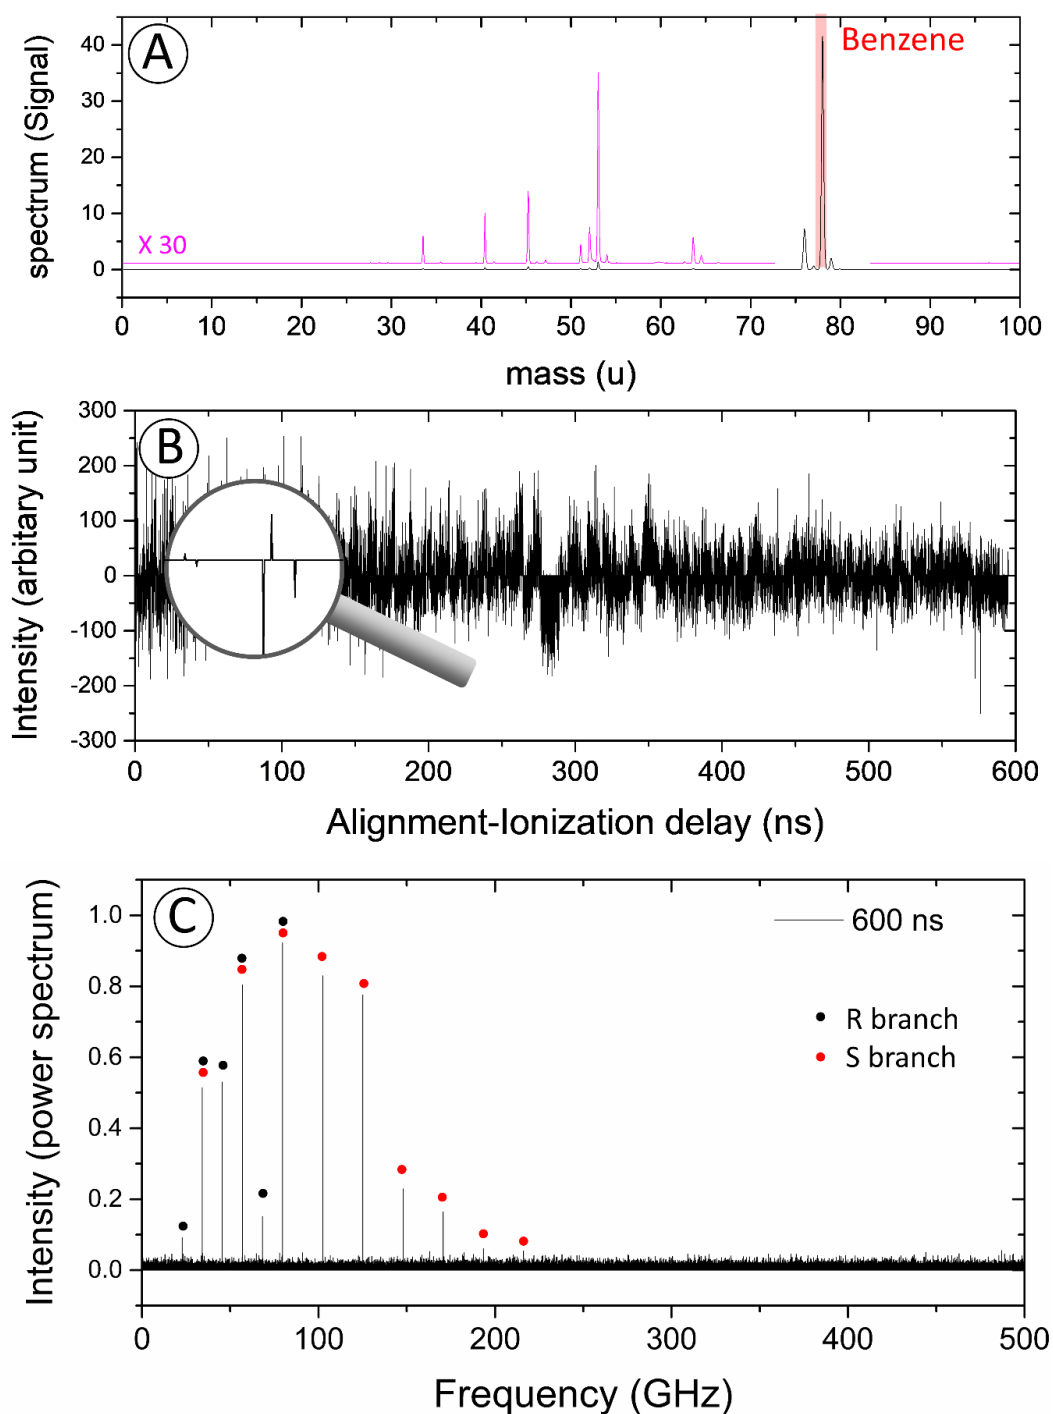 A
Benzene
X 30
spectrum (Signal)
40
30
20
10
0
0 10 20 30 40 50 60 70 80 90 100
mass (u)
B
Intensity (arbitary unit)
300
200
100
0
-100
-200
-300
0 100 200 300 400 500 600
Alignment-Ionization delay (ns)
C
600 ns
R branch
S branch
Intensity (power spectrum)
1.0
0.8
0.6
0.4
0.2
0.0
0 100 200 300 400 500
Frequency (GHz)